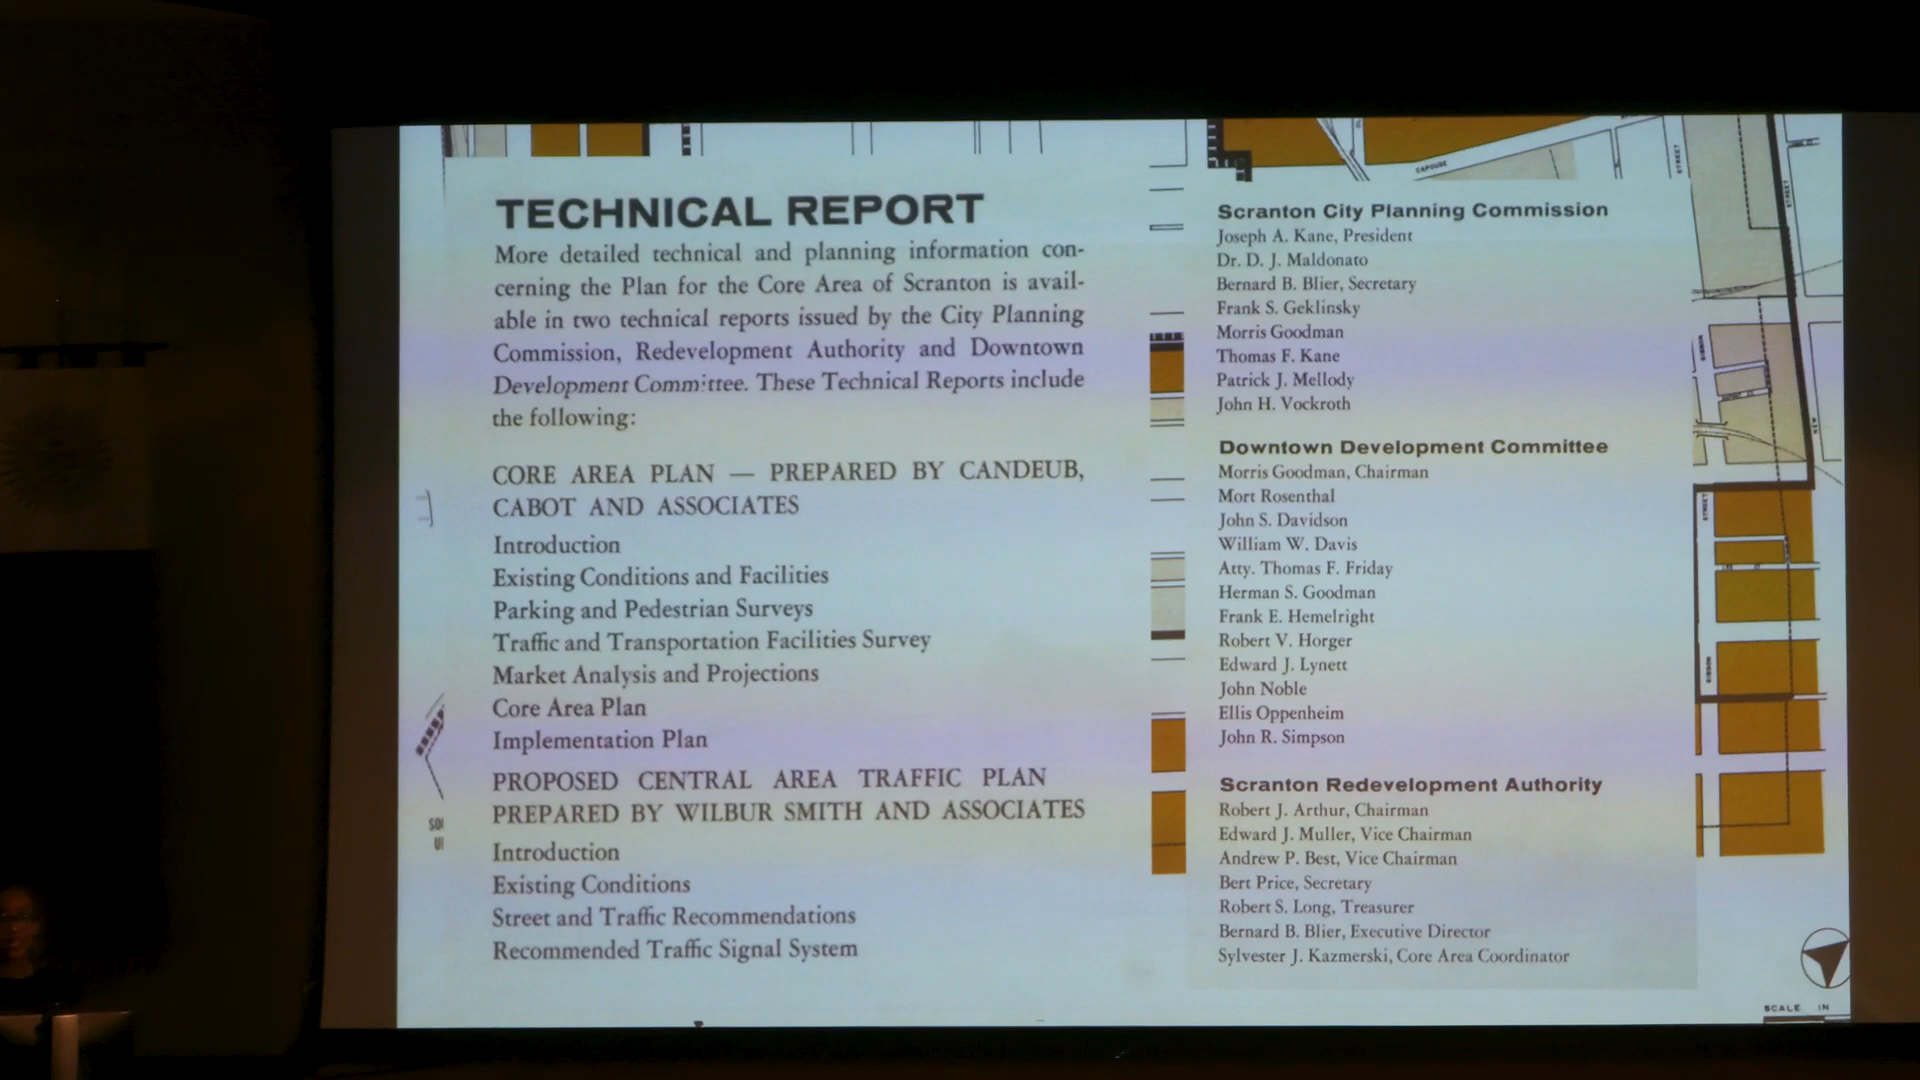 TECHNICAL REPORT
More detailed technical and planning information con-
cerning the Plan for the Core Area of Scranton is avail-
able in two technical reports issued by the City Planning
Commission, Redevelopment Authority and Downtown
Development Committee. These Technical Reports include
the following:
CORE AREA PLAN — PREPARED BY CANDEUB,
CABOT AND ASSOCIATES
Introduction
Existing Conditions and Facilities
Parking and Pedestrian Surveys
Traffic and Transportation Facilities Survey
Market Analysis and Projections
Core Area Plan
Implementation Plan
PROPOSED CENTRAL AREA TRAFFIC PLAN
PREPARED BY WILBUR SMITH AND ASSOCIATES
Introduction
Existing Conditions
Street and Traffic Recommendations
Recommended Traffic Signal System
Scranton City Planning Commission
Joseph A. Kane, President
Dr. D. J. Maldonato
Bernard B. Blier, Secretary
Frank S. Geklinsky
Morris Goodman
Thomas F. Kane
Patrick J. Mellody
John H. Vockroth
Downtown Development Committee
Morris Goodman, Chairman
Mort Rosenthal
John S. Davidson
William W. Davis
Atty. Thomas F. Friday
Herman S. Goodman
Frank E. Hemelright
Robert V. Horger
Edward J. Lynett
John Noble
Ellis Oppenheim
John R. Simpson
Scranton Redevelopment Authority
Robert J. Arthur, Chairman
Edward J. Muller, Vice Chairman
Andrew P. Best, Vice Chairman
Bert Price, Secretary
Robert S. Long, Treasurer
Bernard B. Blier, Executive Director
Sylvester J. Kazmerski, Core Area Coordinator
CAPOUSE
STREET
STREET
GIBSON
NEW
STREET
GIBSON
SCALE IN